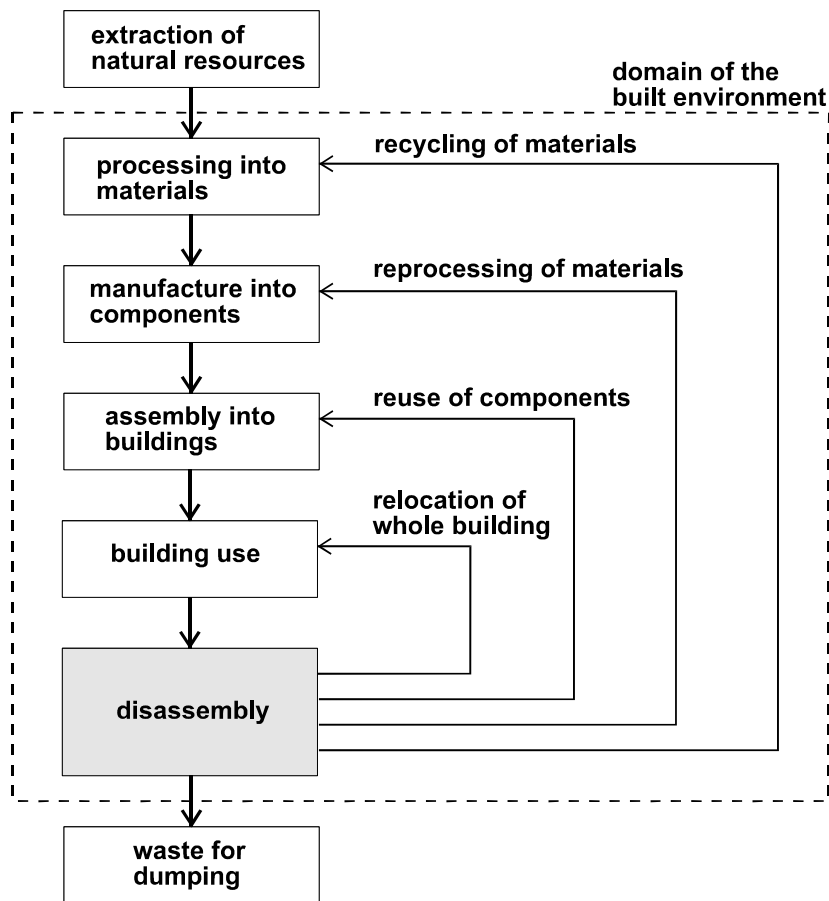 extraction of
natural resources
domain of the
built environment
processing into
materials
recycling of materials
manufacture into
components
reprocessing of materials
assembly into
buildings
reuse of components
relocation of
whole building
building use
disassembly
waste for
dumping